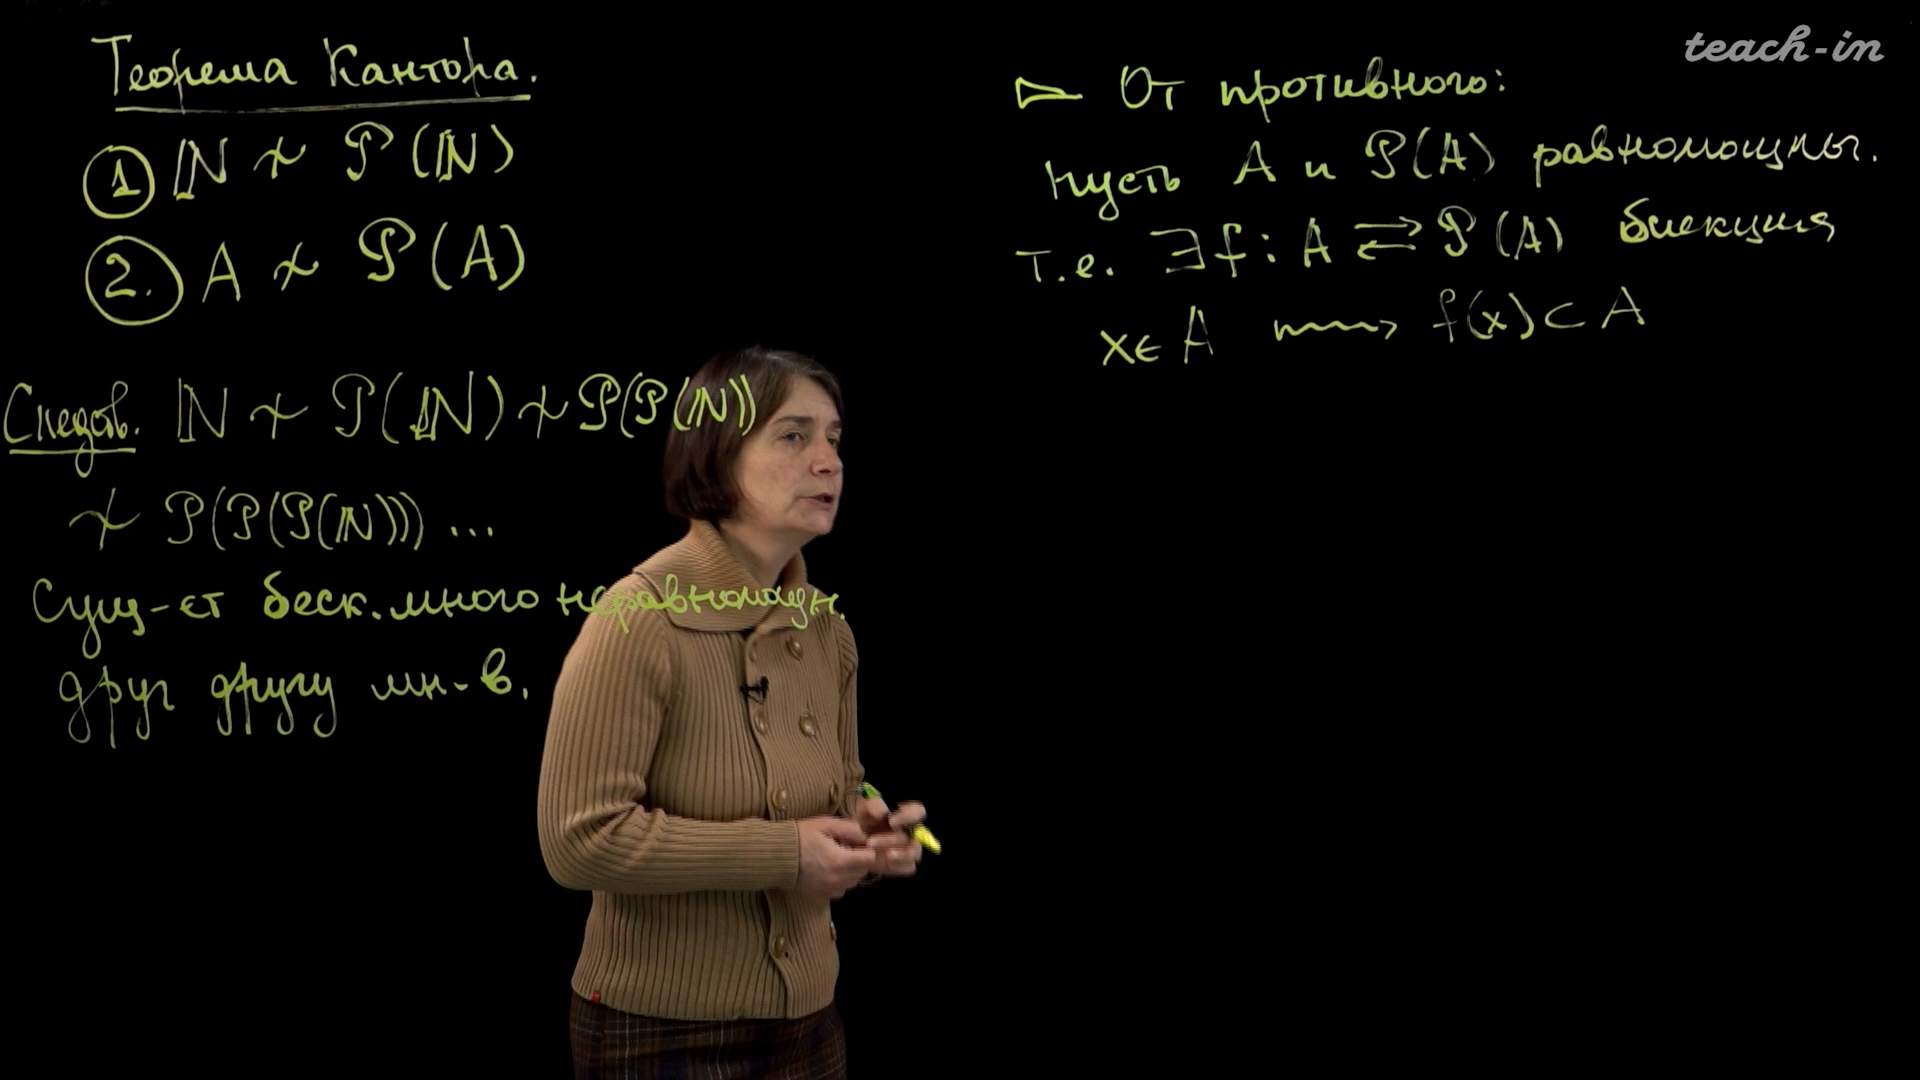 Теорема Кантора.
① ℕ ≁ 𝒫(ℕ)
②. A ≁ 𝒫(A)
Следств. ℕ ≁ 𝒫(ℕ) ≁ 𝒫(𝒫(ℕ))
≁ 𝒫(𝒫(𝒫(ℕ))) ...
Сущ-ет беск. много неравномощн.
друг другу мн-в.
teach-in
▷ От противного:
Пусть A и 𝒫(A) равномощны.
т.е. ∃f: A ⇄ 𝒫(A) биекция
x∈A ⟿ f(x)⊂A